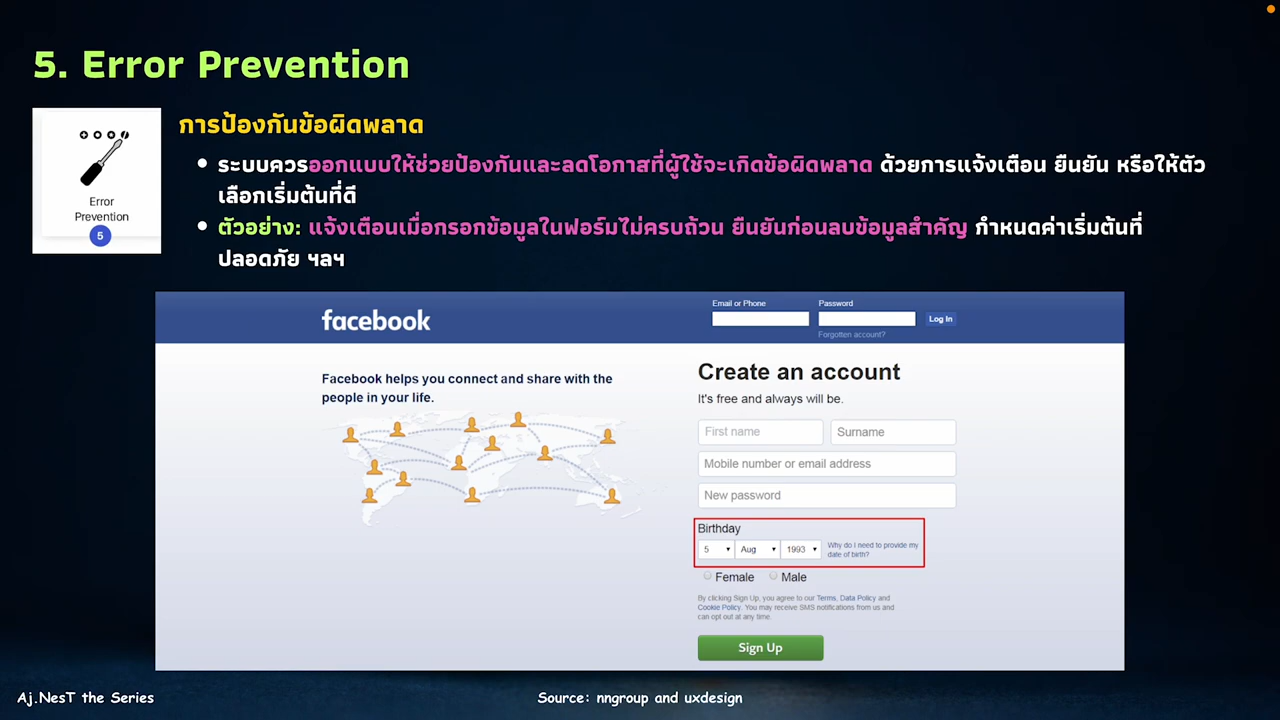 5. Error Prevention
Error
Prevention
5
การป้องกันข้อผิดพลาด
• ระบบควรออกแบบให้ช่วยป้องกันและลดโอกาสที่ผู้ใช้จะเกิดข้อผิดพลาด ด้วยการแจ้งเตือน ยืนยัน หรือให้ตัว
เลือกเริ่มต้นที่ดี
• ตัวอย่าง: แจ้งเตือนเมื่อกรอกข้อมูลในฟอร์มไม่ครบถ้วน ยืนยันก่อนลบข้อมูลสำคัญ กำหนดค่าเริ่มต้นที่
ปลอดภัย ฯลฯ
facebook
Email or Phone
Password
Log In
Forgotten account?
Facebook helps you connect and share with the
people in your life.
Create an account
It's free and always will be.
First name
Surname
Mobile number or email address
New password
Birthday
5 Aug 1993
Why do I need to provide my
date of birth?
Female Male
By clicking Sign Up, you agree to our Terms, Data Policy and
Cookie Policy. You may receive SMS notifications from us and
can opt out at any time.
Sign Up
Aj.NesT the Series
Source: nngroup and uxdesign